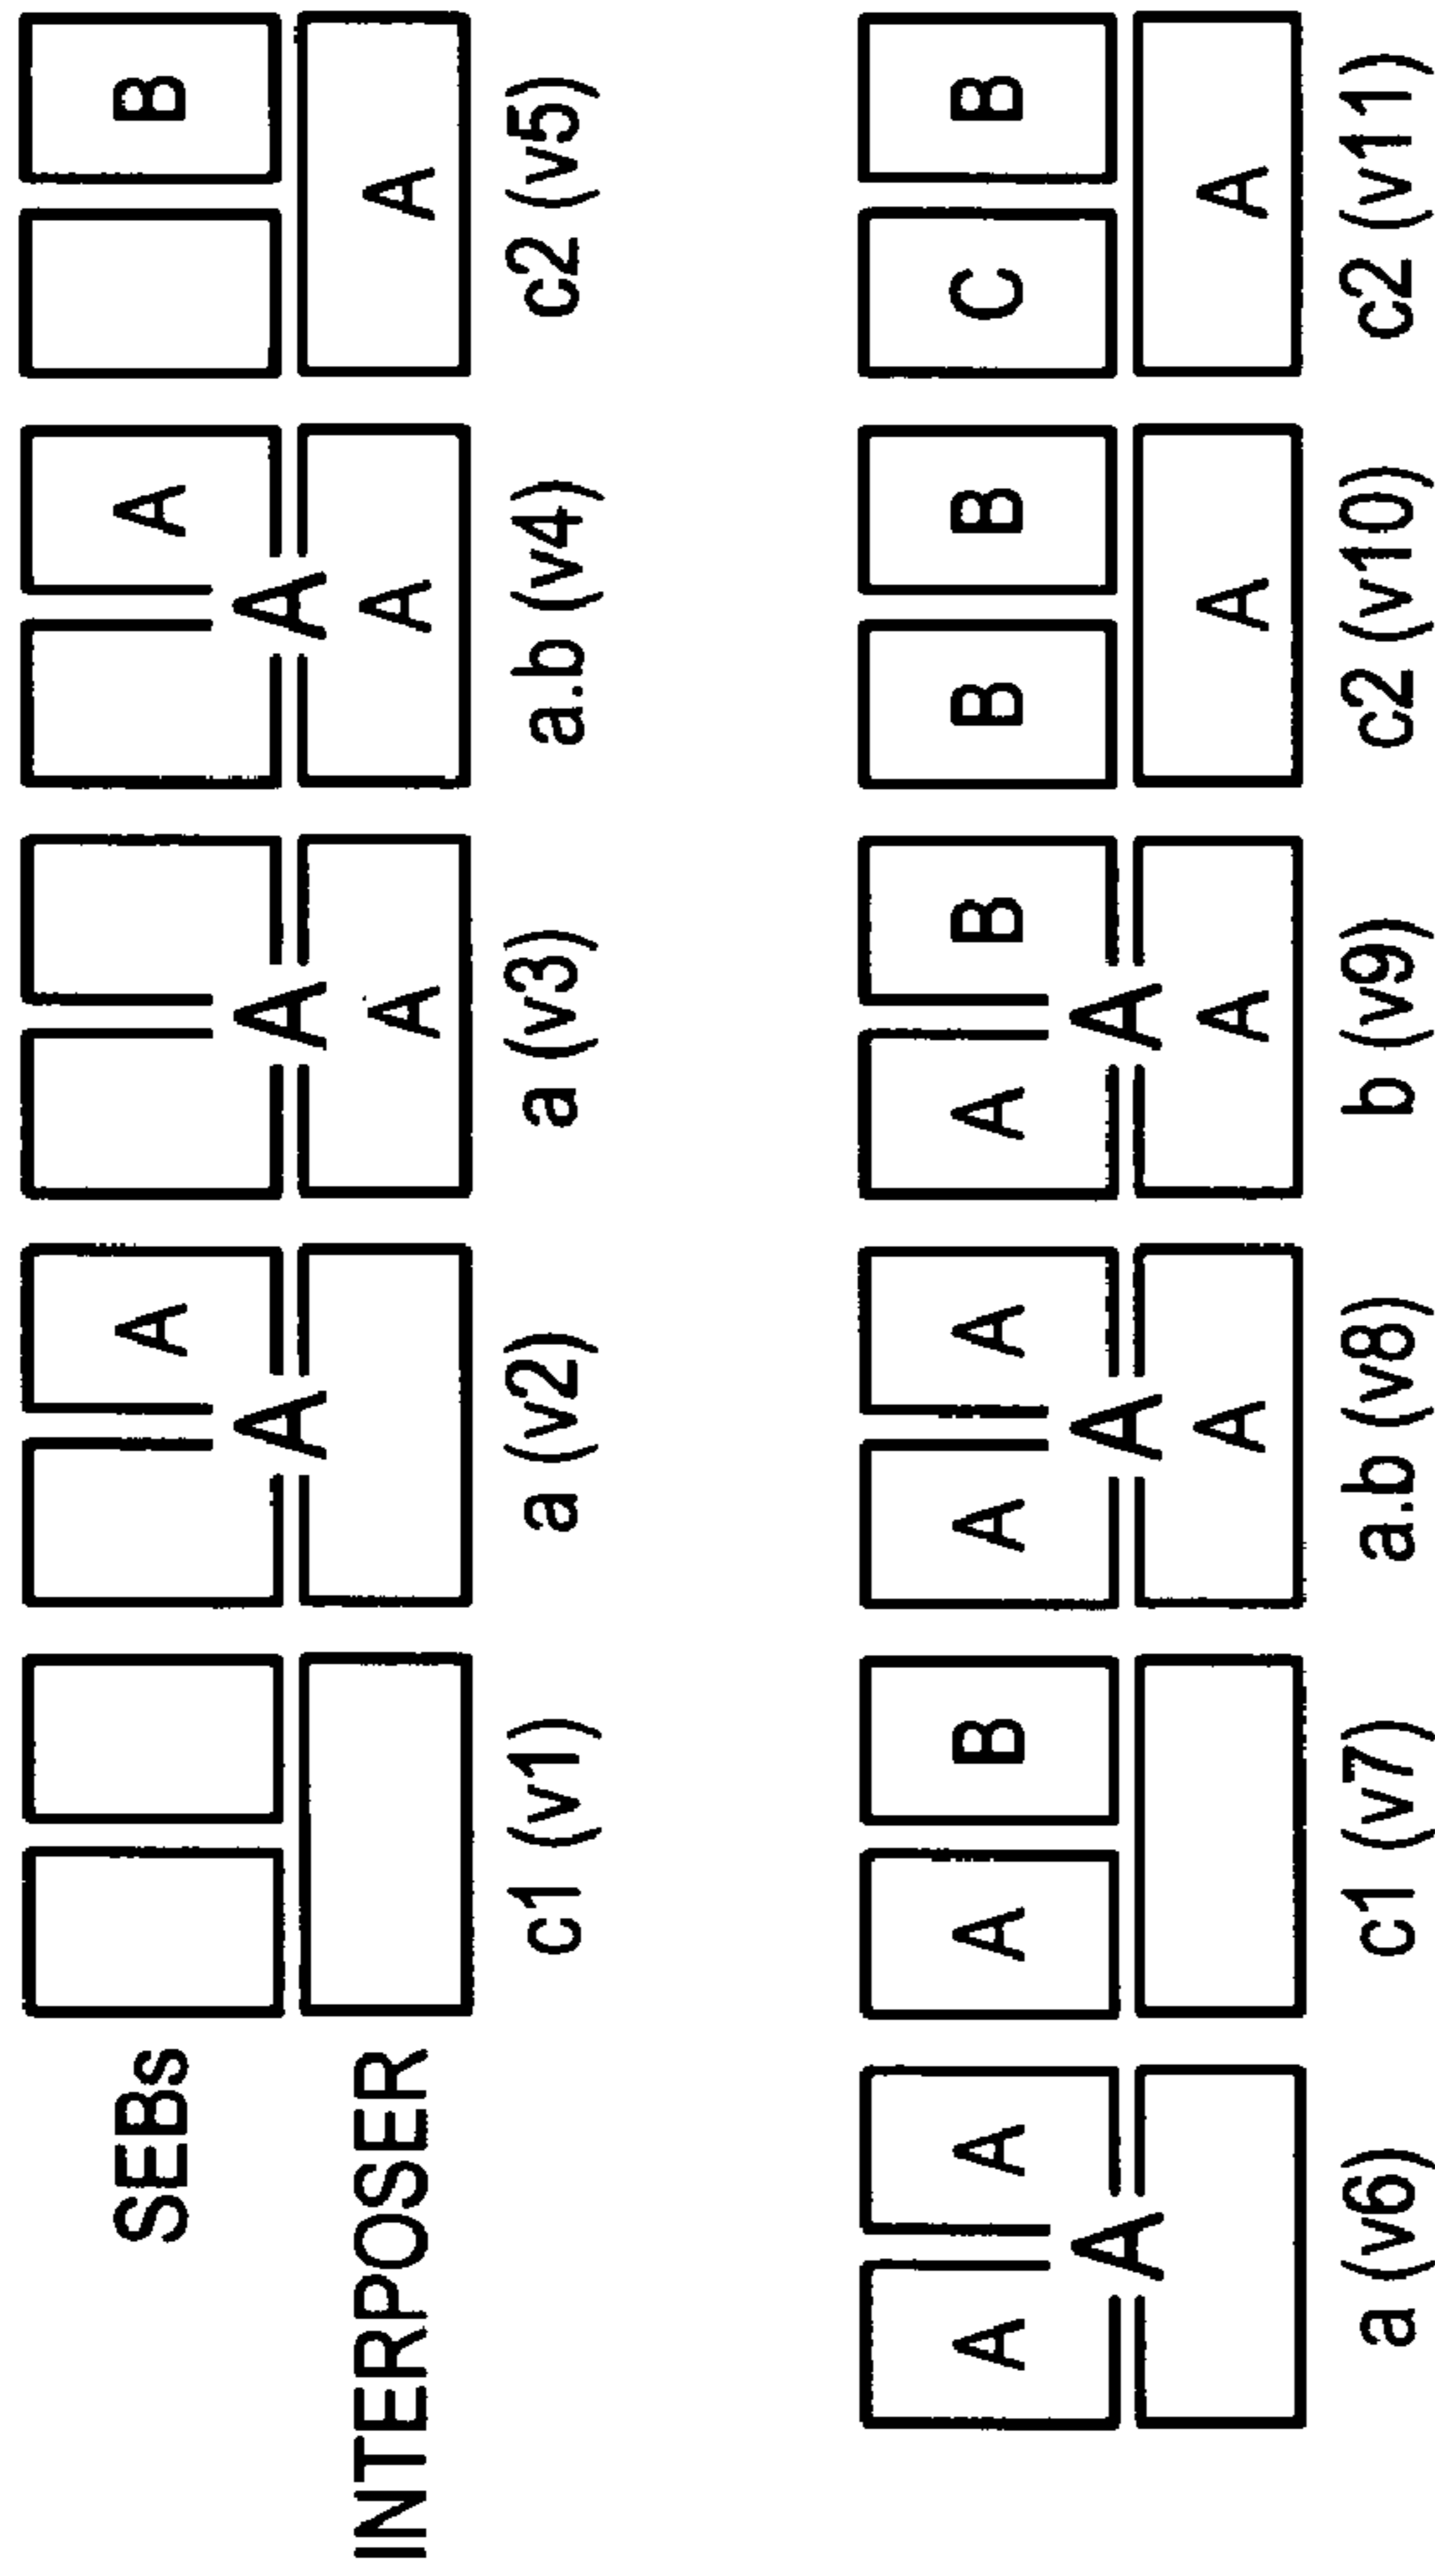 SEBs A A B
A A A
INTERPOSER A A A
c1 (v1) a (v2) a (v3) a.b (v4) c2 (v5)
A A A B A A A B B B C B
A A A
A A A A
a (v6) c1 (v7) a.b (v8) b (v9) c2 (v10) c2 (v11)